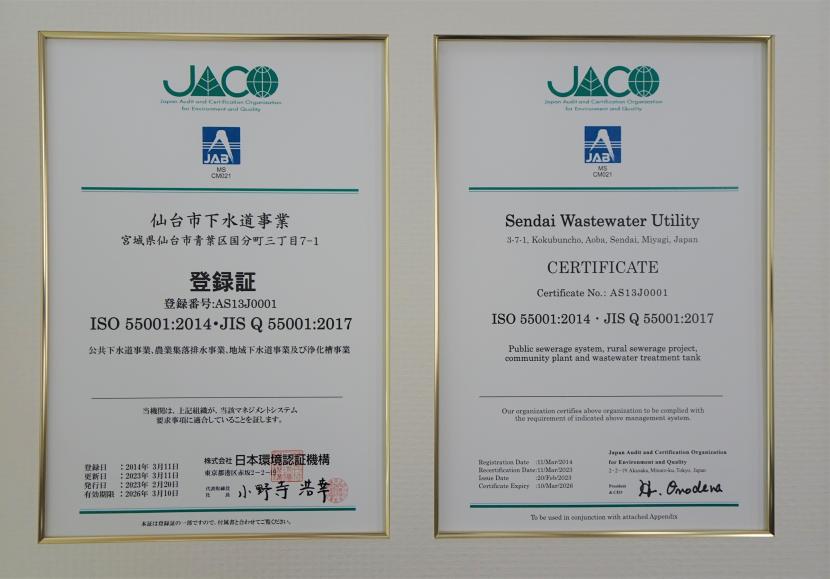 JACO
Japan Audit and Certification Organization
for Environment and Quality
JAB
MS
CM021
仙台市下水道事業
宮城県仙台市青葉区国分町三丁目7-1
登録証
登録番号:AS13J0001
ISO 55001:2014・JIS Q 55001:2017
公共下水道事業、農業集落排水事業、地域下水道事業及び浄化槽事業
当機関は、上記組織が、当該マネジメントシステム
要求事項に適合していることを証します。
登録日 :2014年 3月11日
更新日 :2023年 3月11日
発行日 :2023年 2月20日
有効期限 :2026年 3月10日
株式会社 日本環境認証機構
東京都港区赤坂2-2-19
代表取締役
社長 小野寺 浩幸
本証は登録証の一部ですので、付属書と合わせてご覧ください。
JACO
Japan Audit and Certification Organization
for Environment and Quality
JAB
MS
CM021
Sendai Wastewater Utility
3-7-1, Kokubuncho, Aoba, Sendai, Miyagi, Japan
CERTIFICATE
Certificate No.: AS13J0001
ISO 55001:2014・JIS Q 55001:2017
Public sewerage system, rural sewerage project,
community plant and wastewater treatment tank
Our organization certifies above organization to be complied with
the requirement of indicated above management system.
Registration Date :11/Mar/2014
Recertification Date:11/Mar/2023
Issue Date :20/Feb/2023
Certificate Expiry :10/Mar/2026
Japan Audit and Certification Organization
for Environment and Quality
2-2-19 Akasaka, Minato-ku, Tokyo, Japan
President
& CEO H. Onodera
To be used in conjunction with attached Appendix